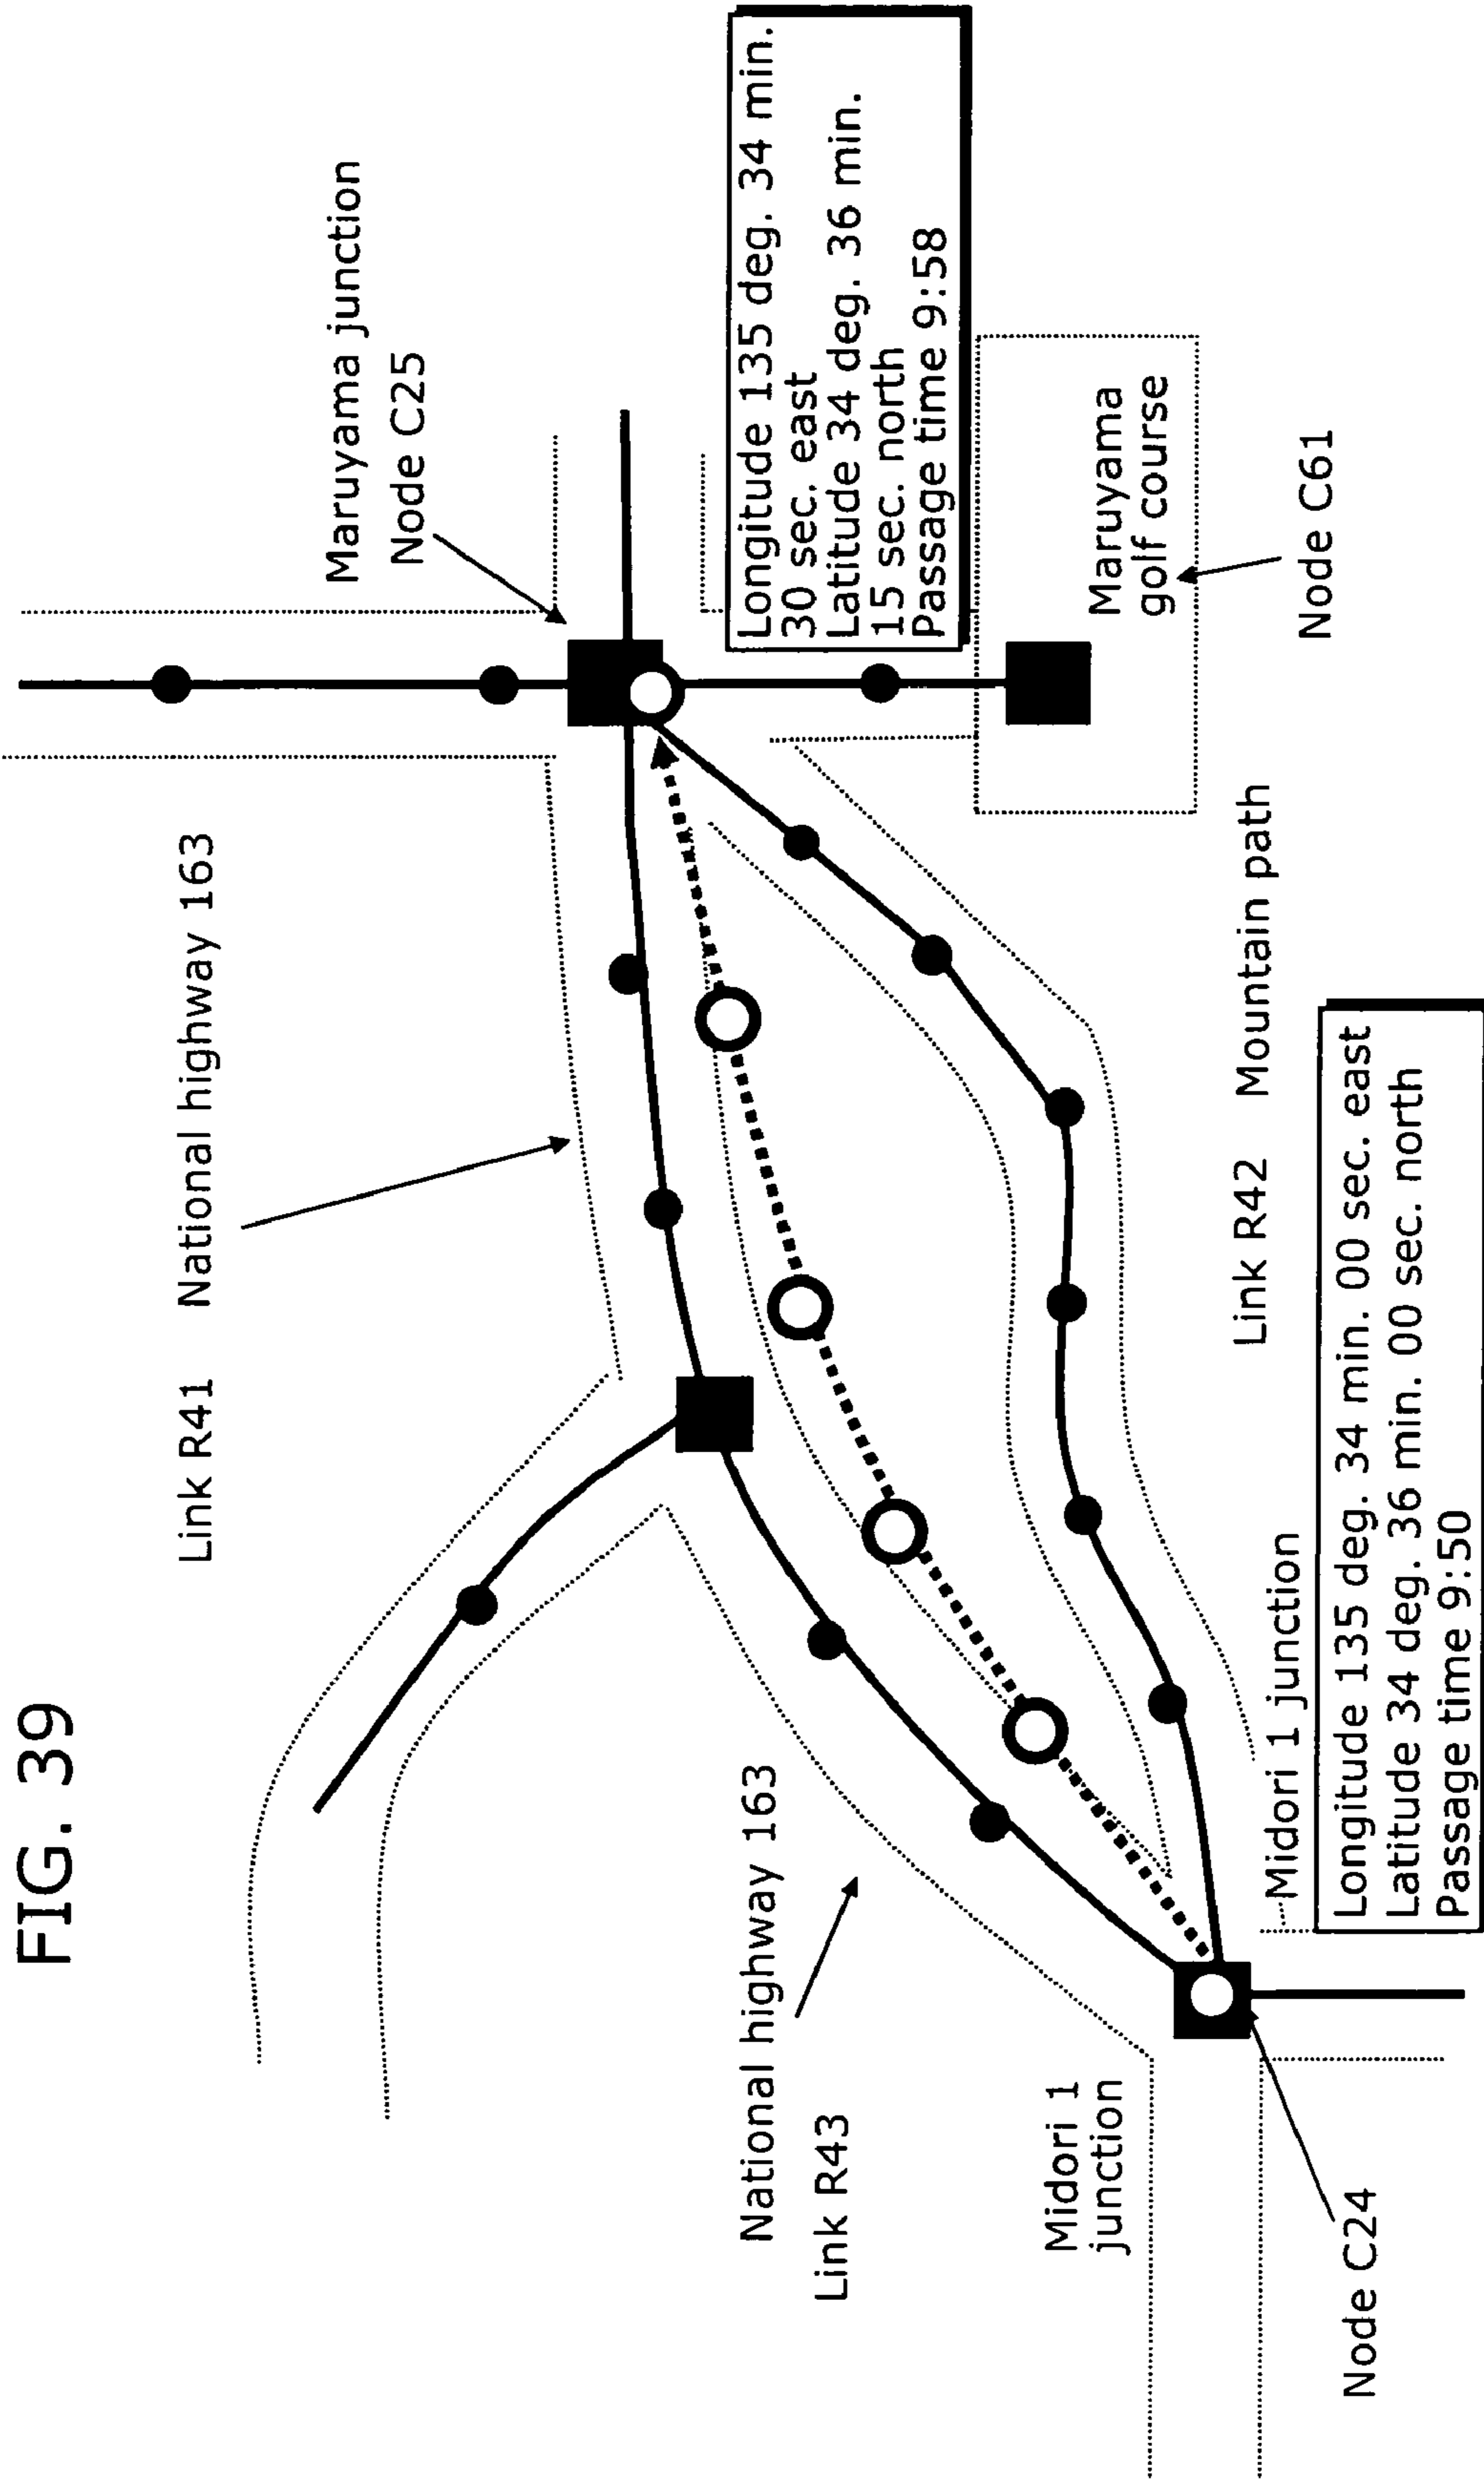 FIG. 39
Link R41 National highway 163
Maruyama junction
Node C25
Longitude 135 deg. 34 min.
30 sec. east
Latitude 34 deg. 36 min.
15 sec. north
Passage time 9:58
National highway 163
Link R43
Maruyama
golf course
Node C61
Link R42 Mountain path
Midori 1
junction
Midori 1 junction
Longitude 135 deg. 34 min. 00 sec. east
Latitude 34 deg. 36 min. 00 sec. north
Passage time 9:50
Node C24